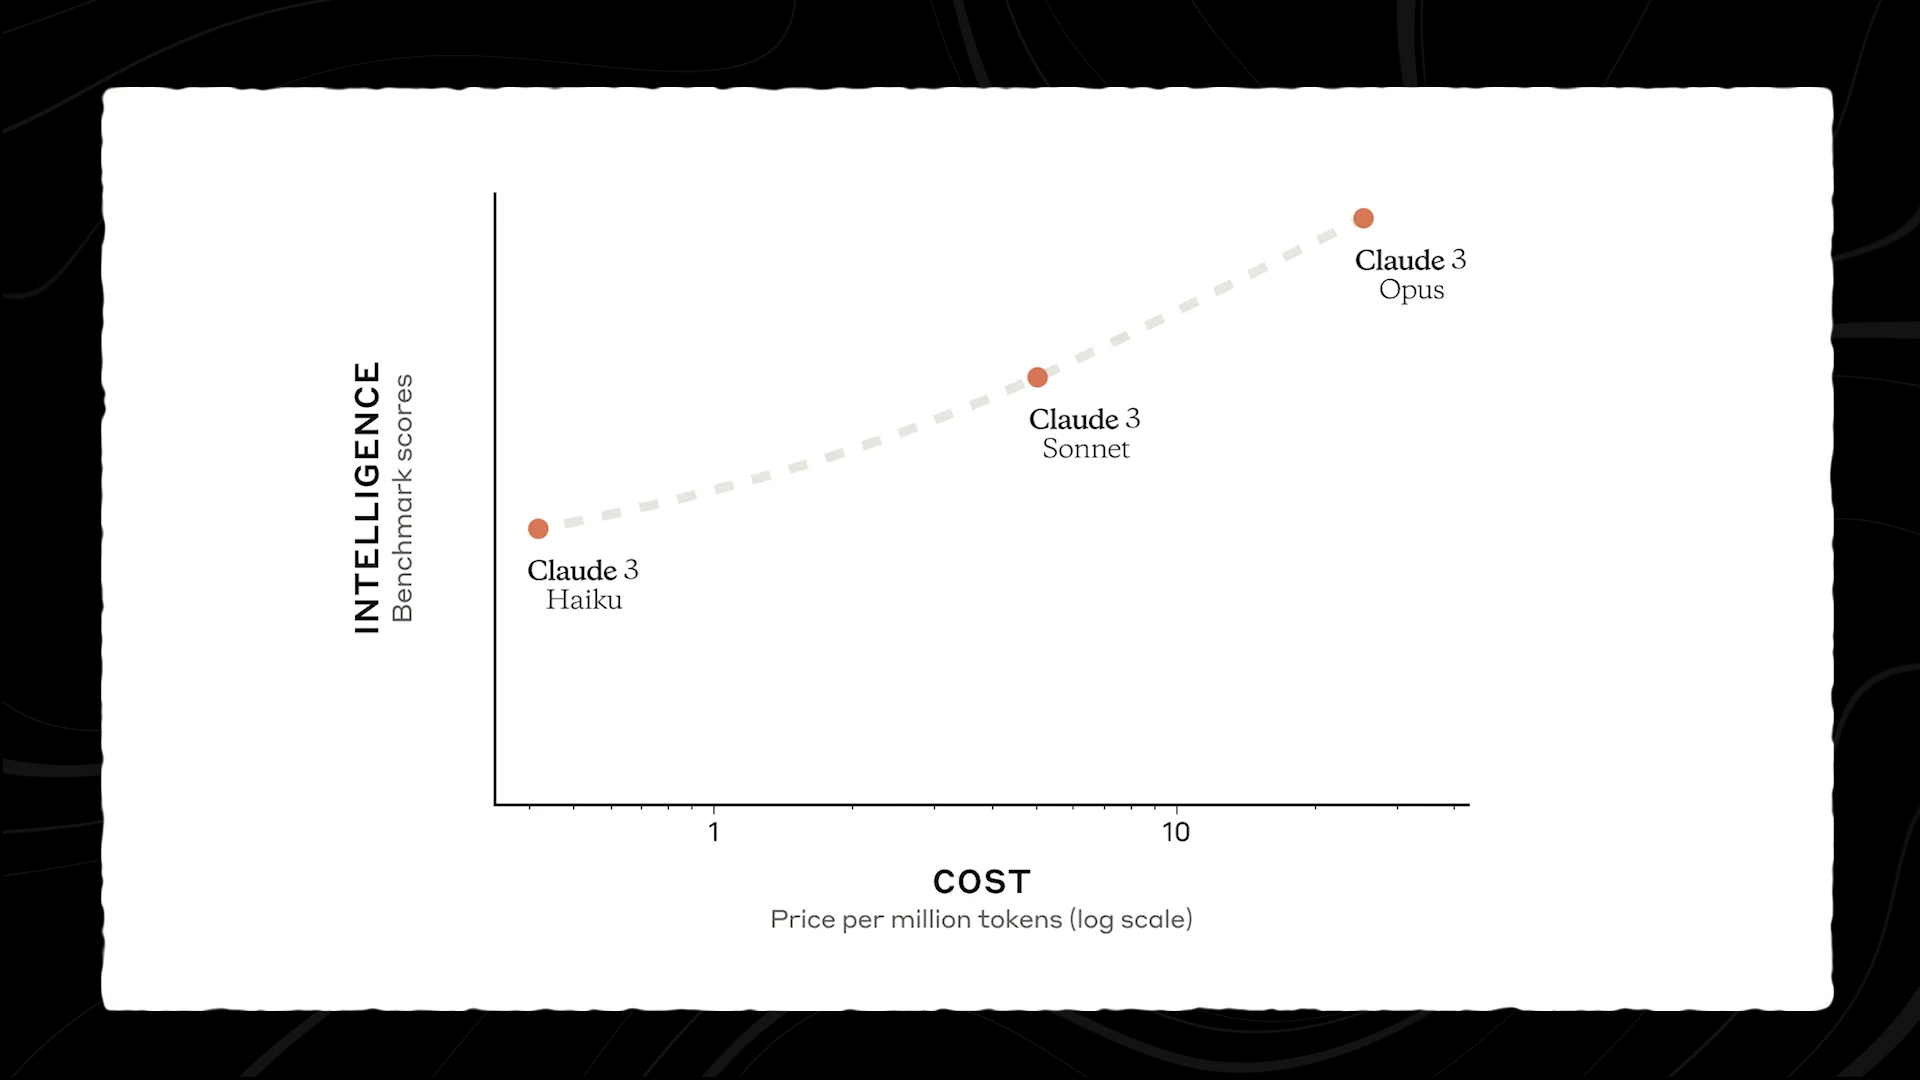 INTELLIGENCE
Benchmark scores
Claude 3
Opus
Claude 3
Sonnet
Claude 3
Haiku
1
10
COST
Price per million tokens (log scale)